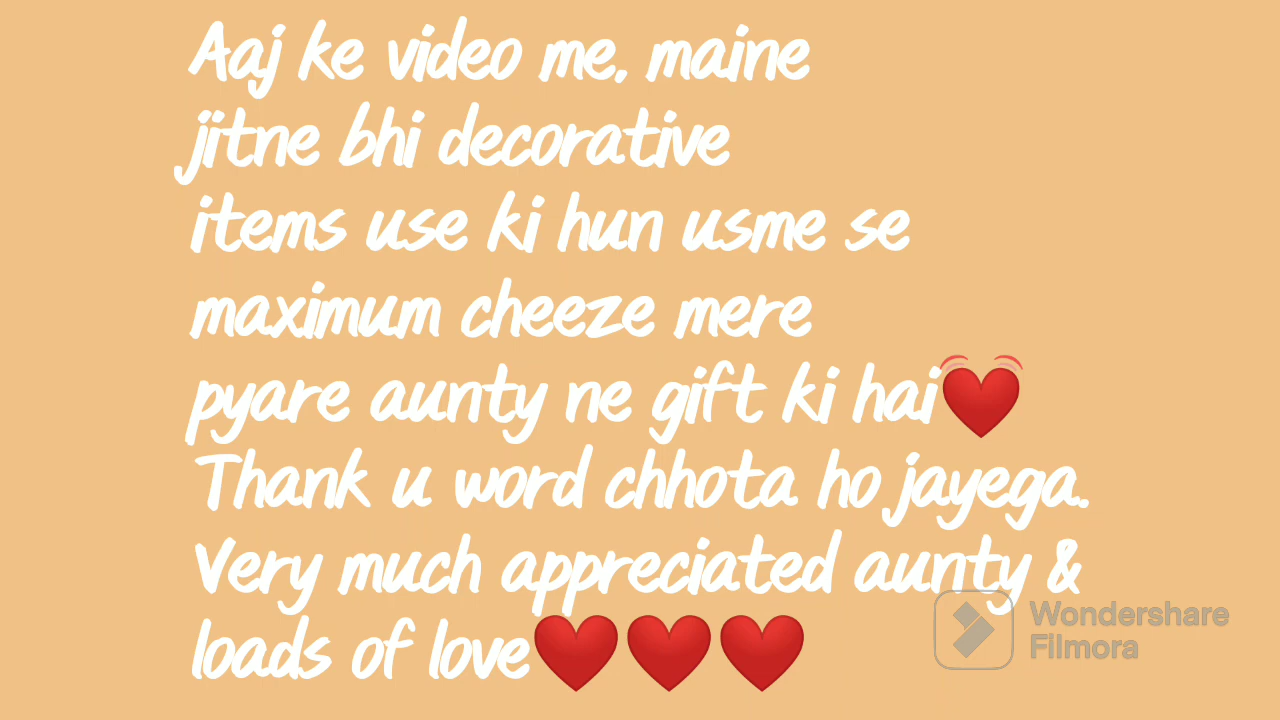 Aaj ke video me, maine
jitne bhi decorative
items use ki hun usme se
maximum cheeze mere
pyare aunty ne gift ki hai💓
Thank u word chhota ho jayega.
Very much appreciated aunty &
loads of love❤️❤️❤️
Wondershare
Filmora